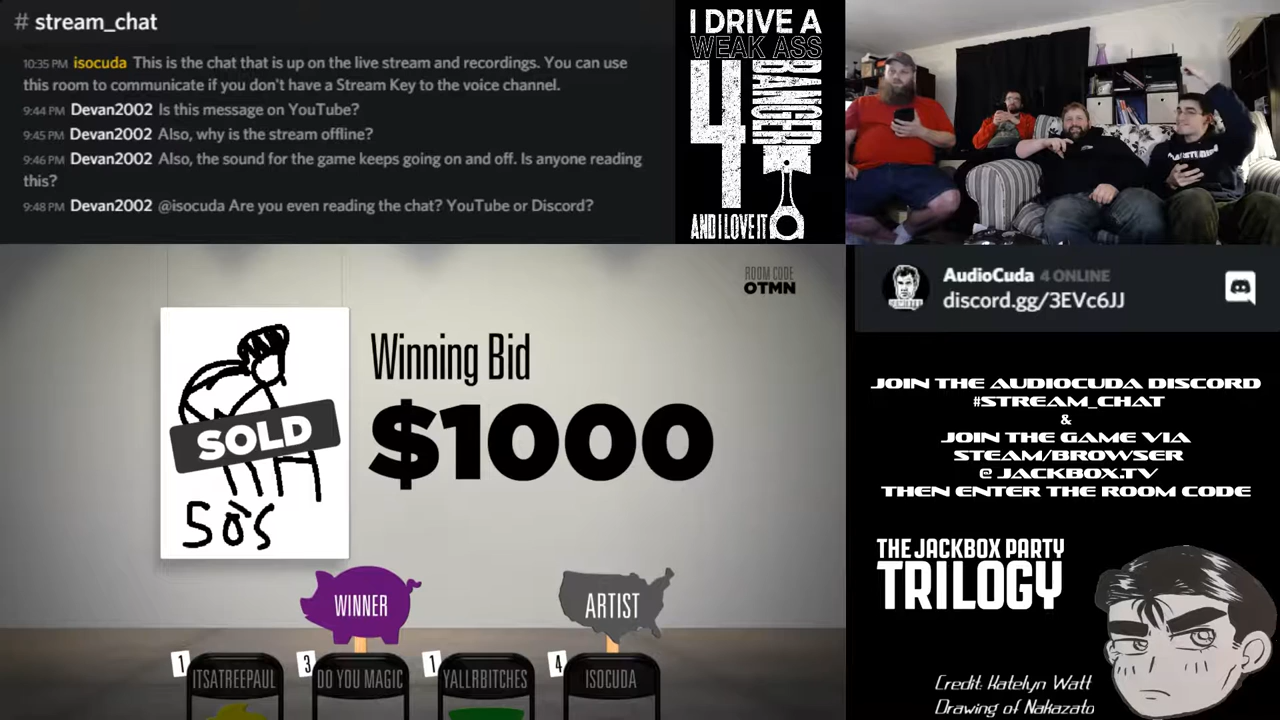 # stream_chat
10:35 PM isocuda This is the chat that is up on the live stream and recordings. You can use
this room to communicate if you don't have a Stream Key to the voice channel.
9:44 PM Devan2002 Is this message on YouTube?
9:45 PM Devan2002 Also, why is the stream offline?
9:46 PM Devan2002 Also, the sound for the game keeps going on and off. Is anyone reading
this?
9:48 PM Devan2002 @isocuda Are you even reading the chat? YouTube or Discord?
I DRIVE A
WEAK ASS
4 BANGER
AND I LOVE IT
ROOM CODE
OTMN
Winning Bid
$1000
SOLD
50's
WINNER
ARTIST
1 ITSATREEPAUL
3 DO YOU MAGIC
1 YALLRBITCHES
4 ISOCUDA
AudioCuda 4 ONLINE
discord.gg/3EVc6JJ
JOIN THE AUDIOCUDA DISCORD
#STREAM_CHAT
&
JOIN THE GAME VIA
STEAM/BROWSER
@ JACKBOX.TV
THEN ENTER THE ROOM CODE
THE JACKBOX PARTY
TRILOGY
Credit: Katelyn Watt
Drawing of Nakazato